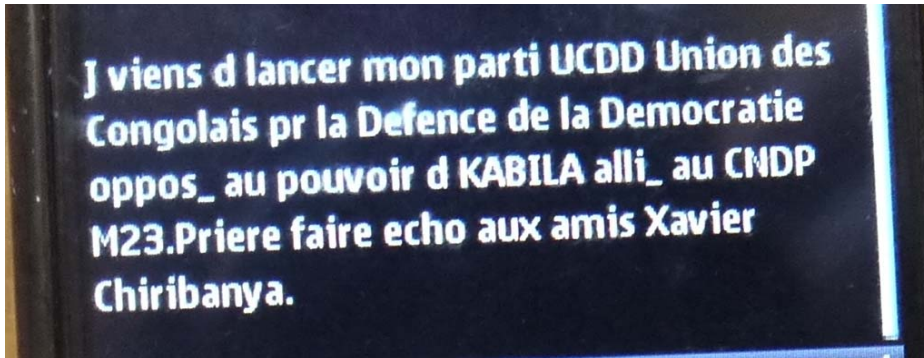 J viens d lancer mon parti UCDD Union des
Congolais pr la Defence de la Democratie
oppos_ au pouvoir d KABILA alli_ au CNDP
M23.Priere faire echo aux amis Xavier
Chiribanya.